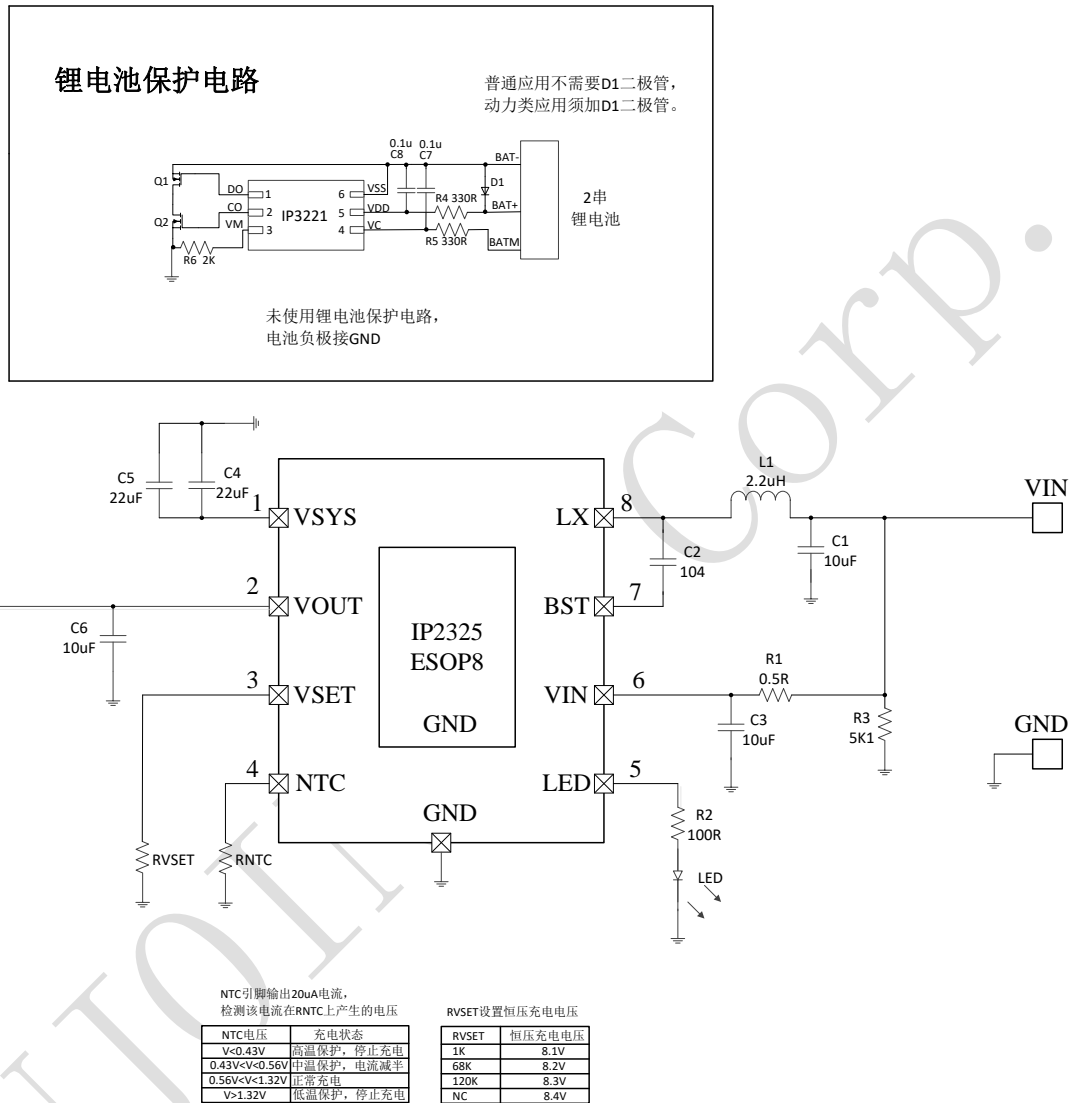 锂电池保护电路
普通应用不需要D1二极管，
动力类应用须加D1二极管。
0.1u 0.1u
C8 C7
BAT-
Q1
DO
1
6
VSS
D1
R4 330R
BAT+
2串
锂电池
CO
2
IP3221
5
VDD
Q2
VM
3
4
VC
R5 330R
BATM
R6 2K
未使用锂电池保护电路，
电池负极接GND
Corp.
C5
22uF
C4
22uF
1
VSYS
LX
8
L1
2.2uH
VIN
C1
10uF
C2
104
2
VOUT
BST
7
C6
10uF
IP2325
ESOP8
3
VSET
VIN
6
R1
0.5R
GND
C3
10uF
R3
5K1
GND
4
NTC
LED
5
GND
R2
100R
RVSET
RNTC
LED
NTC引脚输出20uA电流，
检测该电流在RNTC上产生的电压
NTC电压 充电状态
V<0.43V 高温保护，停止充电
0.43V<V<0.56V 中温保护，电流减半
0.56V<V<1.32V 正常充电
V>1.32V 低温保护，停止充电
RVSET设置恒压充电电压
RVSET 恒压充电电压
1K 8.1V
68K 8.2V
120K 8.3V
NC 8.4V